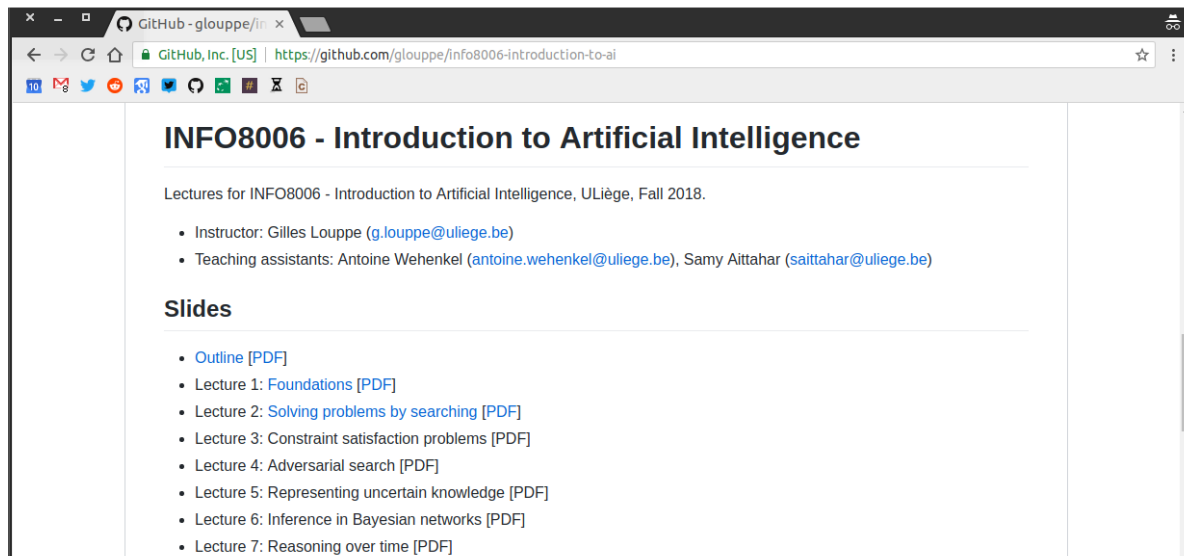 GitHub - glouppe/in
GitHub, Inc. [US] | https://github.com/glouppe/info8006-introduction-to-ai
10 8 # C
INFO8006 - Introduction to Artificial Intelligence
Lectures for INFO8006 - Introduction to Artificial Intelligence, ULiège, Fall 2018.
• Instructor: Gilles Louppe (g.louppe@uliege.be)
• Teaching assistants: Antoine Wehenkel (antoine.wehenkel@uliege.be), Samy Aittahar (saittahar@uliege.be)
Slides
• Outline [PDF]
• Lecture 1: Foundations [PDF]
• Lecture 2: Solving problems by searching [PDF]
• Lecture 3: Constraint satisfaction problems [PDF]
• Lecture 4: Adversarial search [PDF]
• Lecture 5: Representing uncertain knowledge [PDF]
• Lecture 6: Inference in Bayesian networks [PDF]
• Lecture 7: Reasoning over time [PDF]